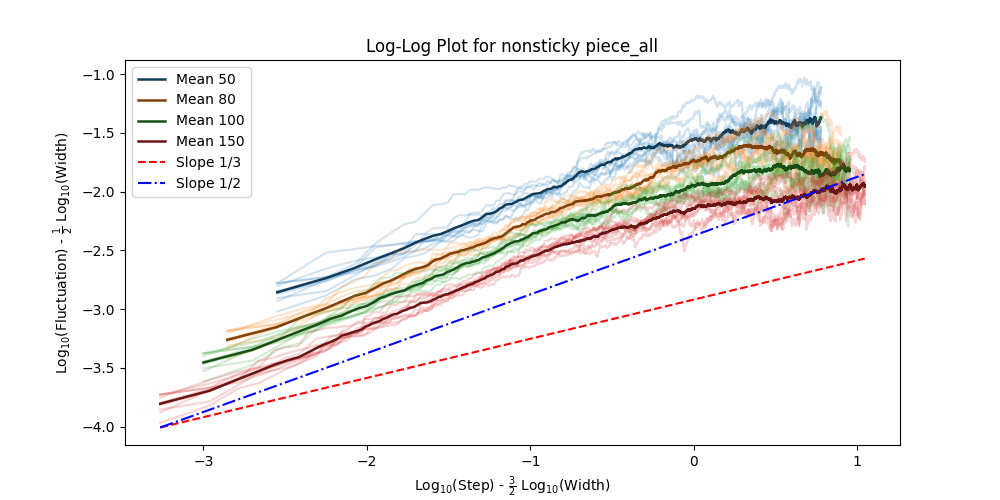 Log-Log Plot for nonsticky piece_all
Log₁₀(Fluctuation) - ½ Log₁₀(Width)
−1.0
−1.5
−2.0
−2.5
−3.0
−3.5
−4.0
Mean 50
Mean 80
Mean 100
Mean 150
Slope 1/3
Slope 1/2
−3
−2
−1
0
1
Log₁₀(Step) - 3/2 Log₁₀(Width)